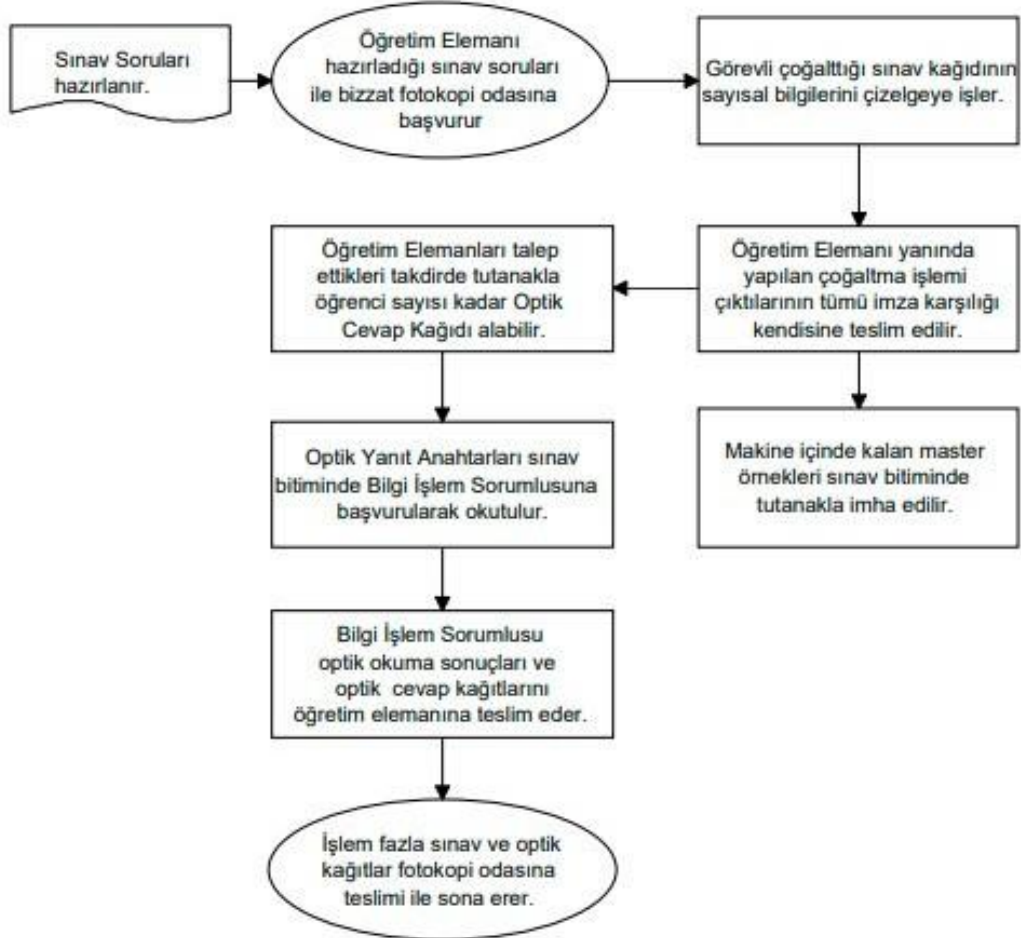 Sınav Soruları
hazırlanır.
Öğretim Elemanı
hazırladığı sınav soruları
ile bizzat fotokopi odasına
başvurur
Görevli çoğaltttığı sınav kağıdının
sayısal bilgilerini çizelgeye işler.
Öğretim Elemanı yanında
yapılan çoğaltma işlemi
çıktılarının tümü imza karşılığı
kendisine teslim edilir.
Öğretim Elemanları talep
ettikleri takdirde tutanakla
öğrenci sayısı kadar Optik
Cevap Kağıdı alabilir.
Makine içinde kalan master
örnekleri sınav bitiminde
tutanakla imha edilir.
Optik Yanıt Anahtarları sınav
bitiminde Bilgi İşlem Sorumlusuna
başvurularak okutulur.
Bilgi İşlem Sorumlusu
optik okuma sonuçları ve
optik cevap kağıtlarını
öğretim elemanına teslim eder.
İşlem fazla sınav ve optik
kağıtlar fotokopi odasına
teslimi ile sona erer.